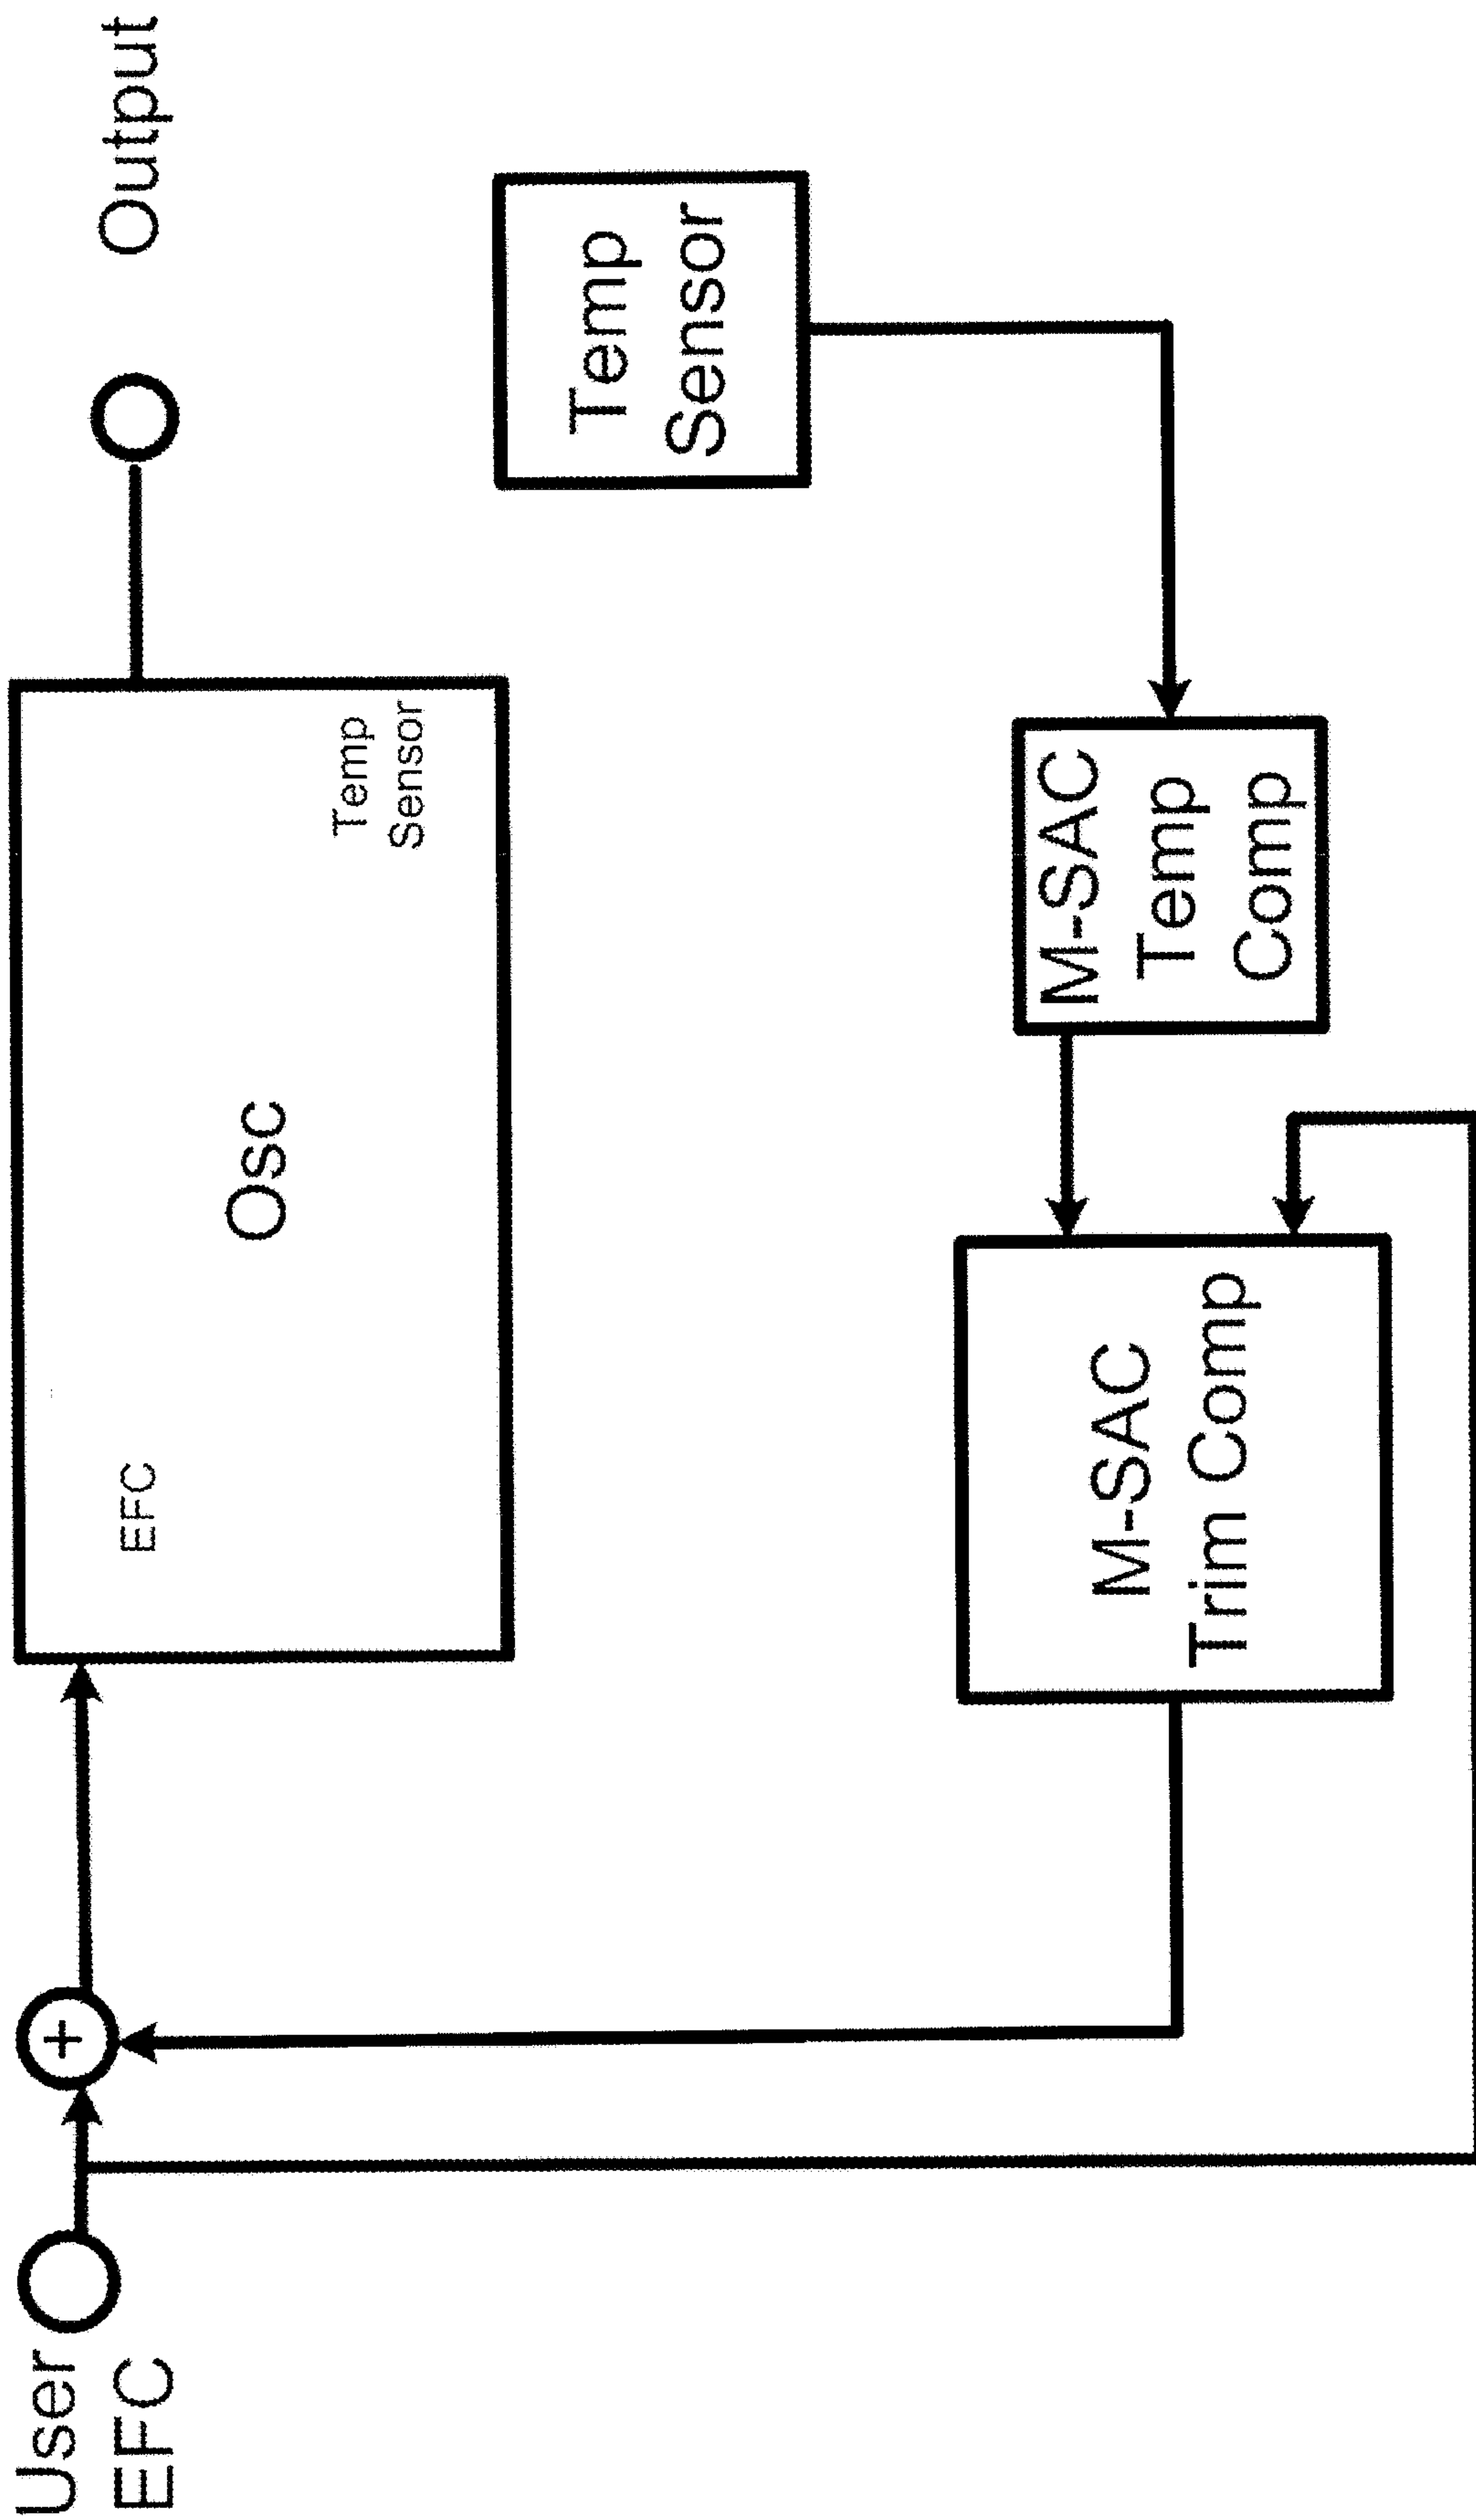 User
EFC
+
EFC
Osc
Temp
Sensor
Output
Temp
Sensor
M-SAC
Trim Comp
M-SAC
Temp
Comp